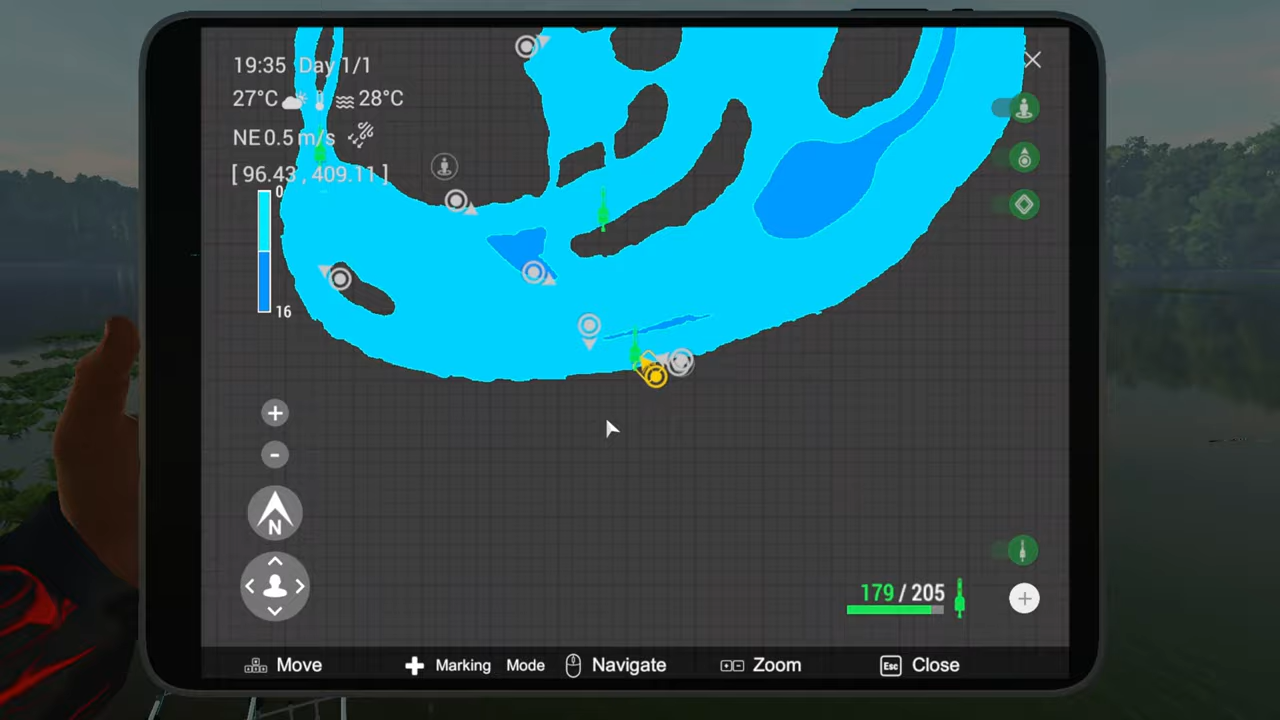 19:35 Day 1/1
27°C 28°C
NE 0.5 m/s
[ 96.43 , 409.11 ]
0
16
+
-
N
179 / 205
Move Marking Mode Navigate Zoom Esc Close